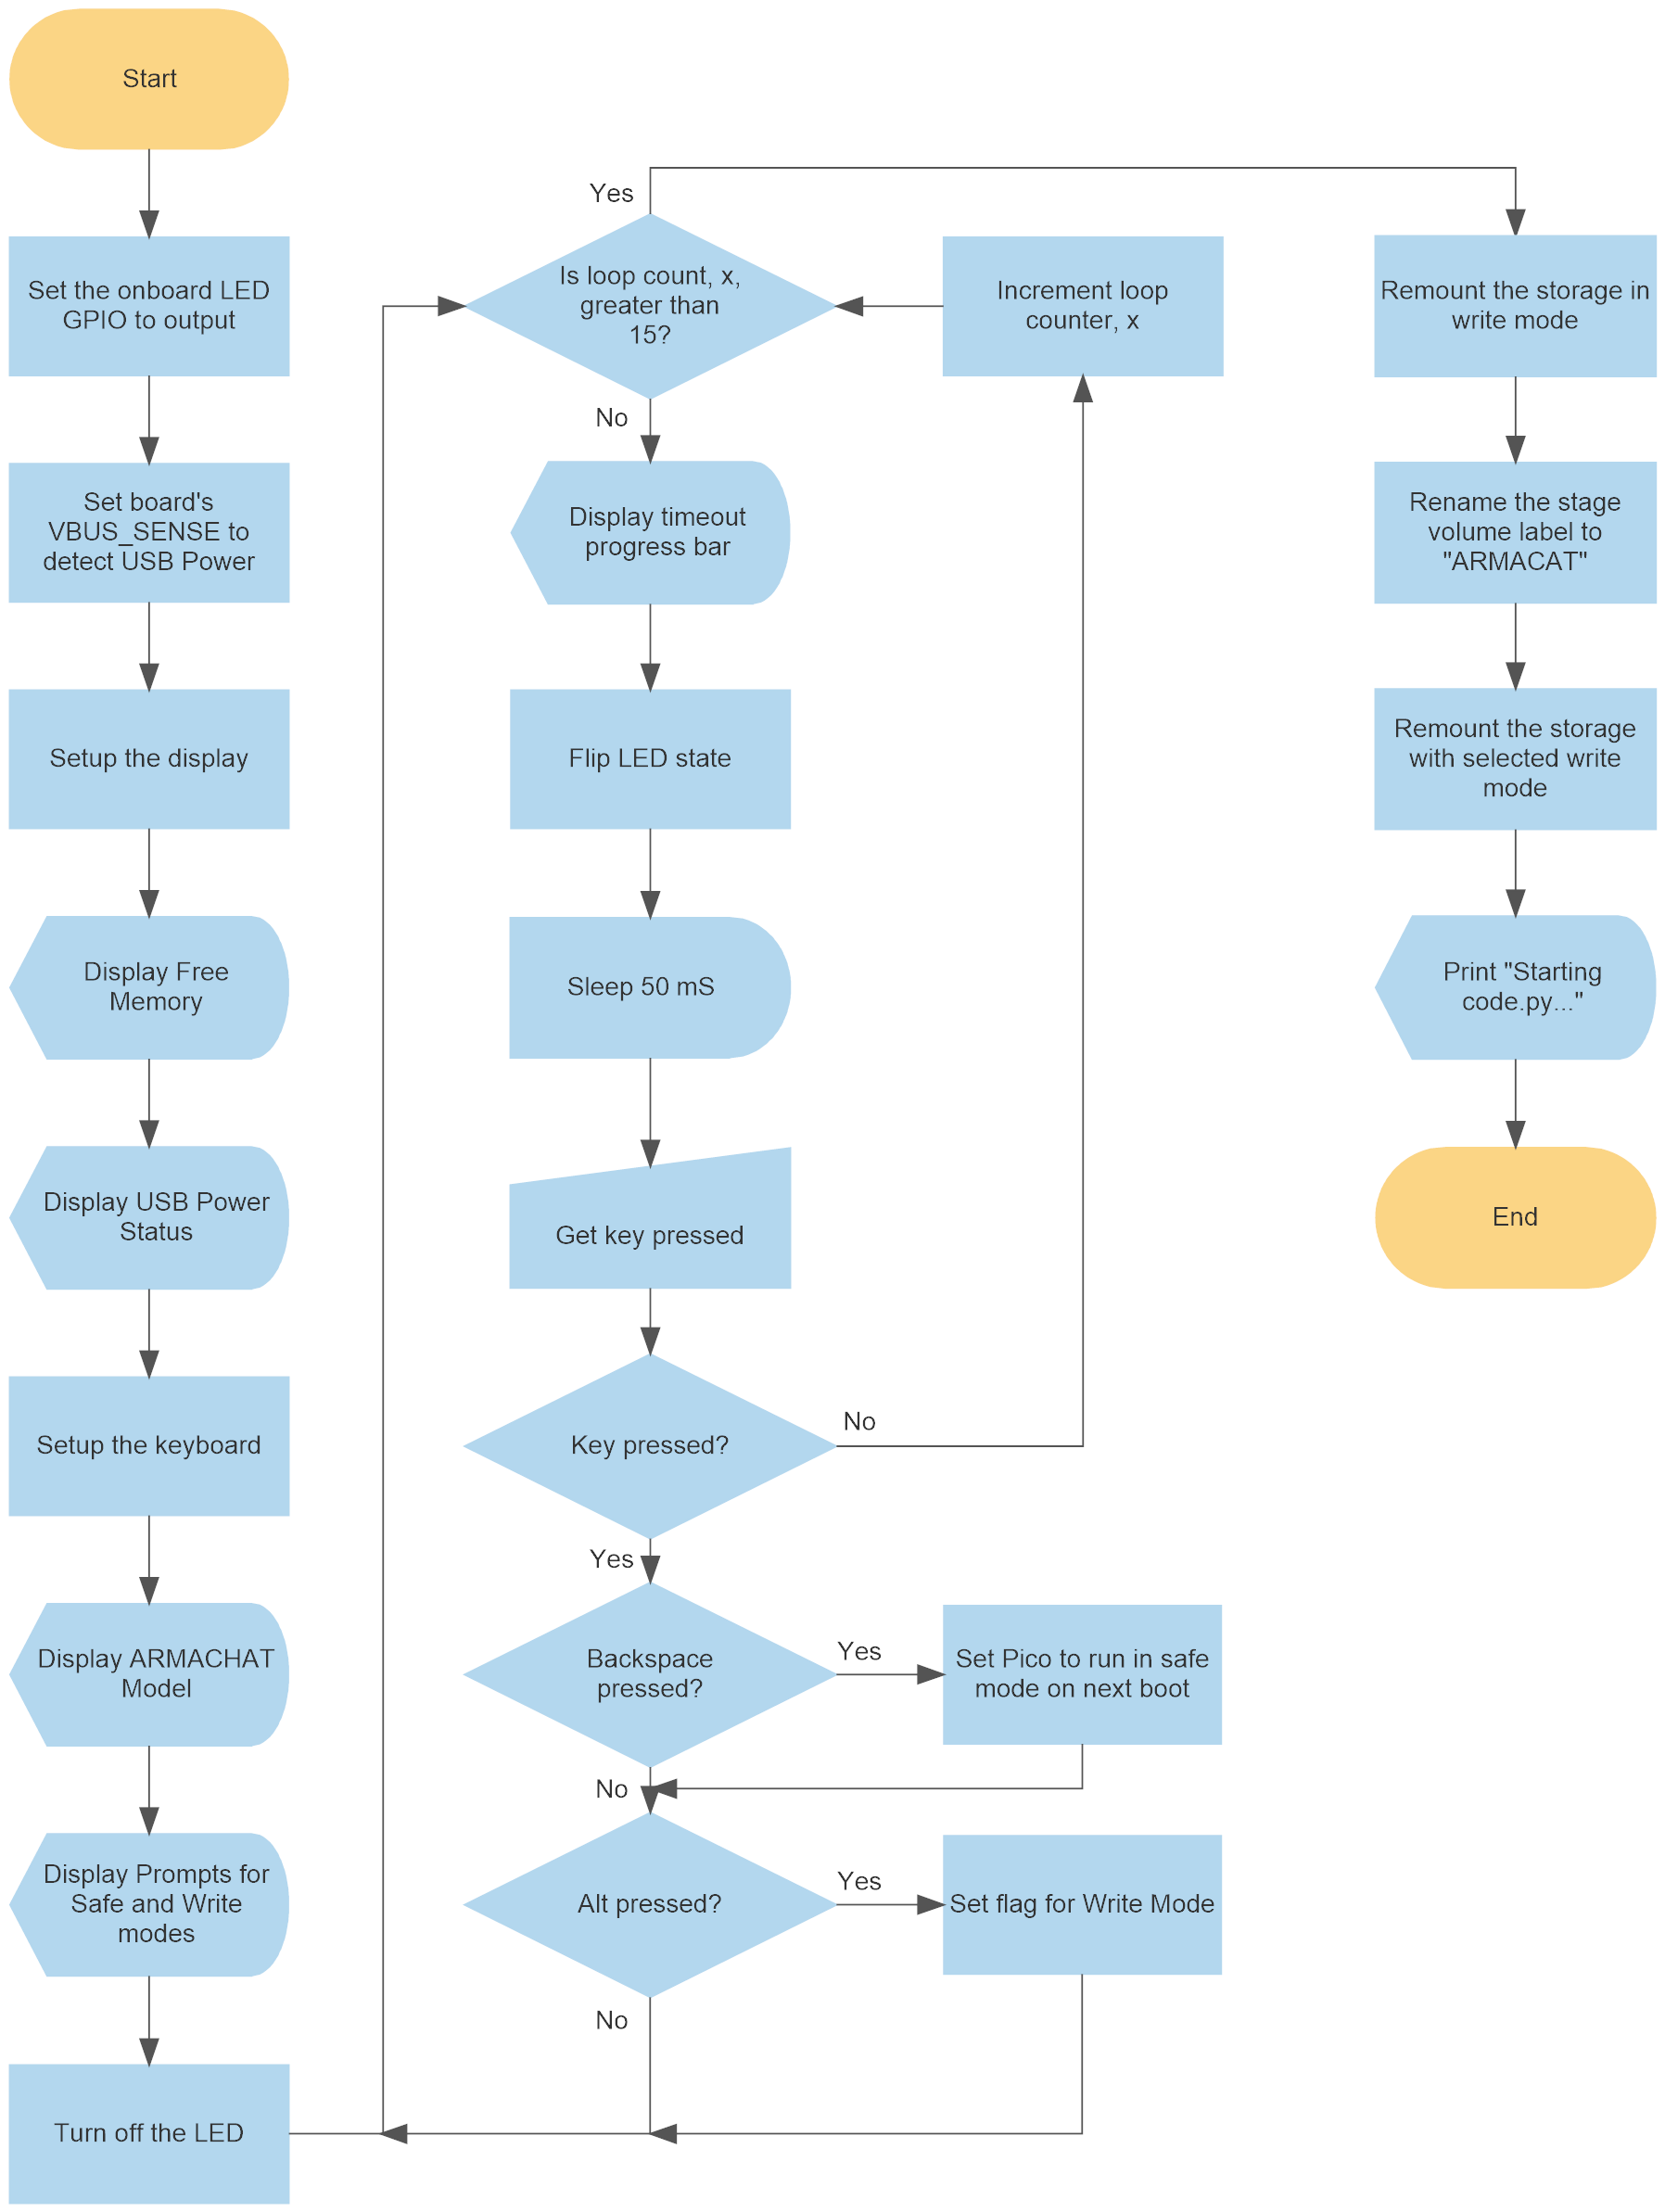 Start
Set the onboard LED
GPIO to output
Set board's
VBUS_SENSE to
detect USB Power
Setup the display
Display Free
Memory
Display USB Power
Status
Setup the keyboard
Display ARMACHAT
Model
Display Prompts for
Safe and Write
modes
Turn off the LED
Yes
Is loop count, x,
greater than
15?
No
Increment loop
counter, x
Display timeout
progress bar
Flip LED state
Sleep 50 mS
Get key pressed
Key pressed?
No
Yes
Backspace
pressed?
Yes
Set Pico to run in safe
mode on next boot
No
Alt pressed?
Yes
Set flag for Write Mode
No
Remount the storage in
write mode
Rename the stage
volume label to
"ARMACAT"
Remount the storage
with selected write
mode
Print "Starting
code.py..."
End